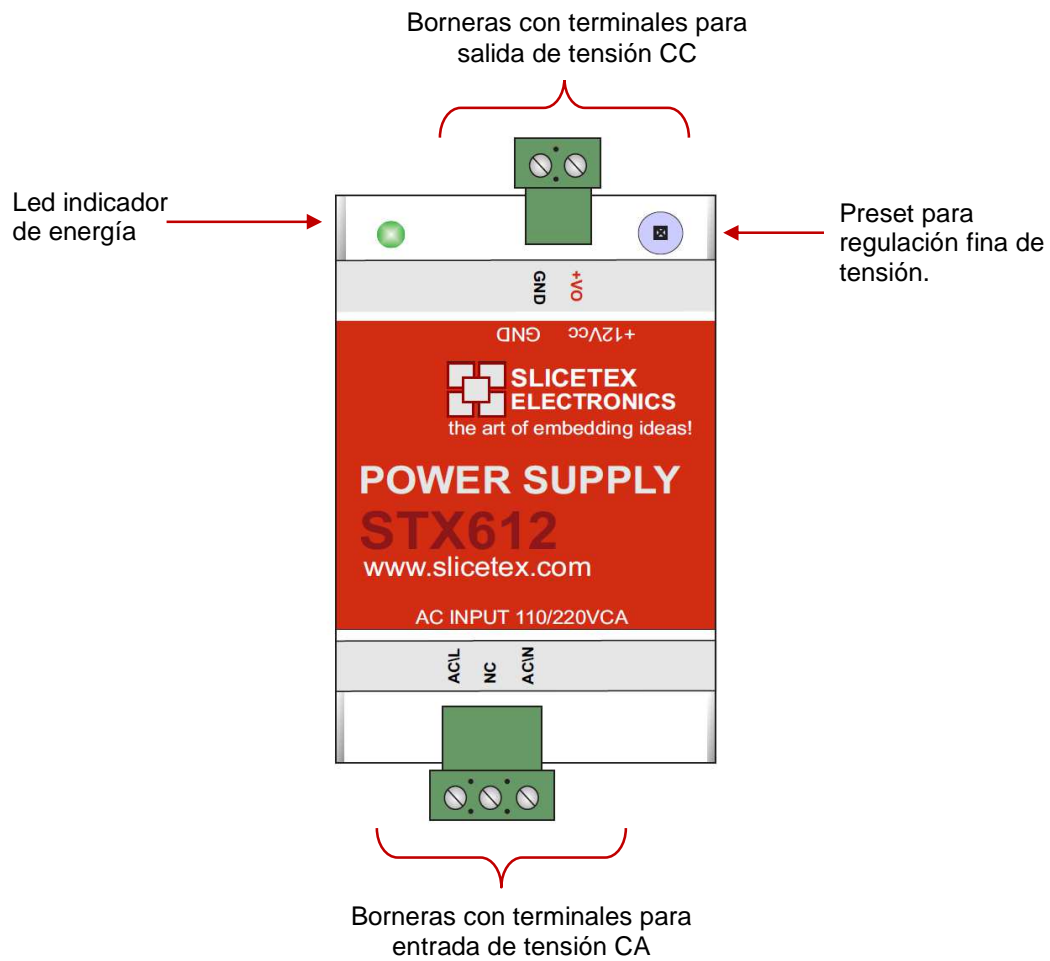 Borneras con terminales para
salida de tensión CC
Led indicador
de energía
Preset para
regulación fina de
tensión.
GND
+VO
GND
+12Vcc
SLICETEX
ELECTRONICS
the art of embedding ideas!
POWER SUPPLY
STX612
www.slicetex.com
AC INPUT 110/220VCA
AC\L
NC
AC\N
Borneras con terminales para
entrada de tensión CA